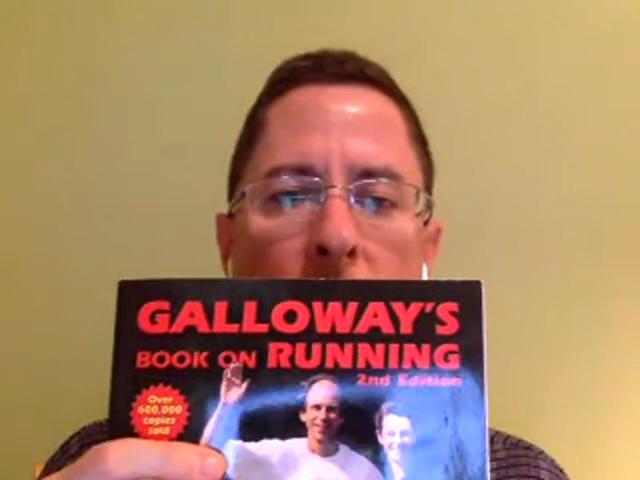 GALLOWAY'S
BOOK ON RUNNING
2nd Edition
Over
600,000
copies
sold